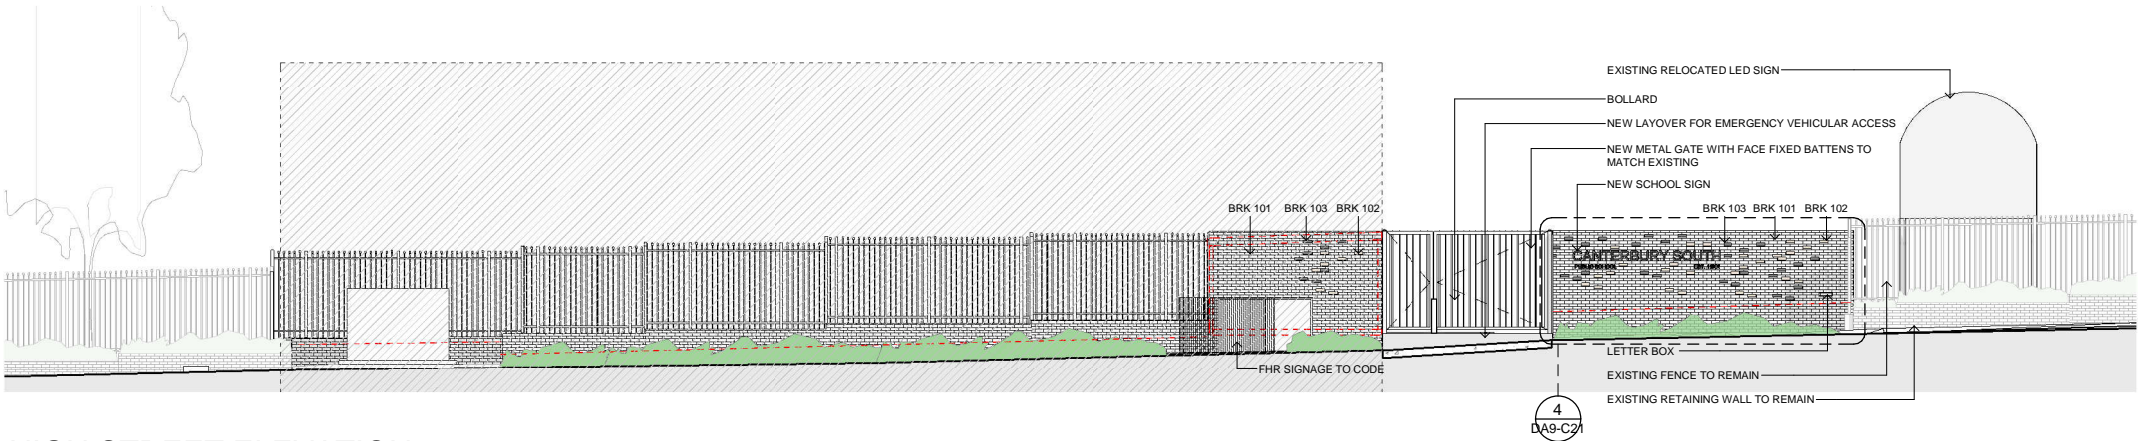 EXISTING RELOCATED LED SIGN
BOLLARD
NEW LAYOVER FOR EMERGENCY VEHICULAR ACCESS
NEW METAL GATE WITH FACE FIXED BATTENS TO
MATCH EXISTING
NEW SCHOOL SIGN
BRK 101 BRK 103 BRK 102
BRK 103 BRK 101 BRK 102
CANTERBURY SOUTH
PUBLIC SCHOOL
LETTER BOX
FHR SIGNAGE TO CODE
EXISTING FENCE TO REMAIN
EXISTING RETAINING WALL TO REMAIN
4
DA9-C21